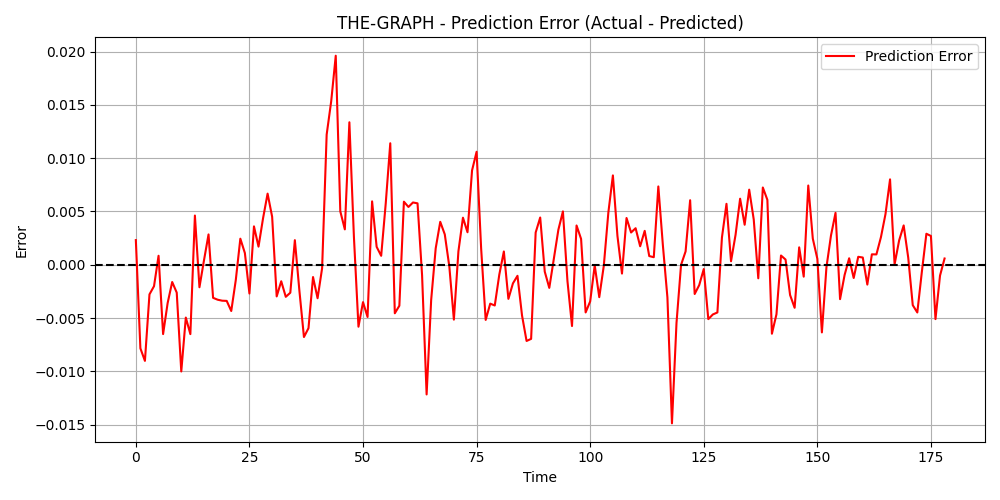 THE-GRAPH - Prediction Error (Actual - Predicted)
Prediction Error
0.020
0.015
0.010
0.005
0.000
−0.005
−0.010
−0.015
Error
0 25 50 75 100 125 150 175
Time